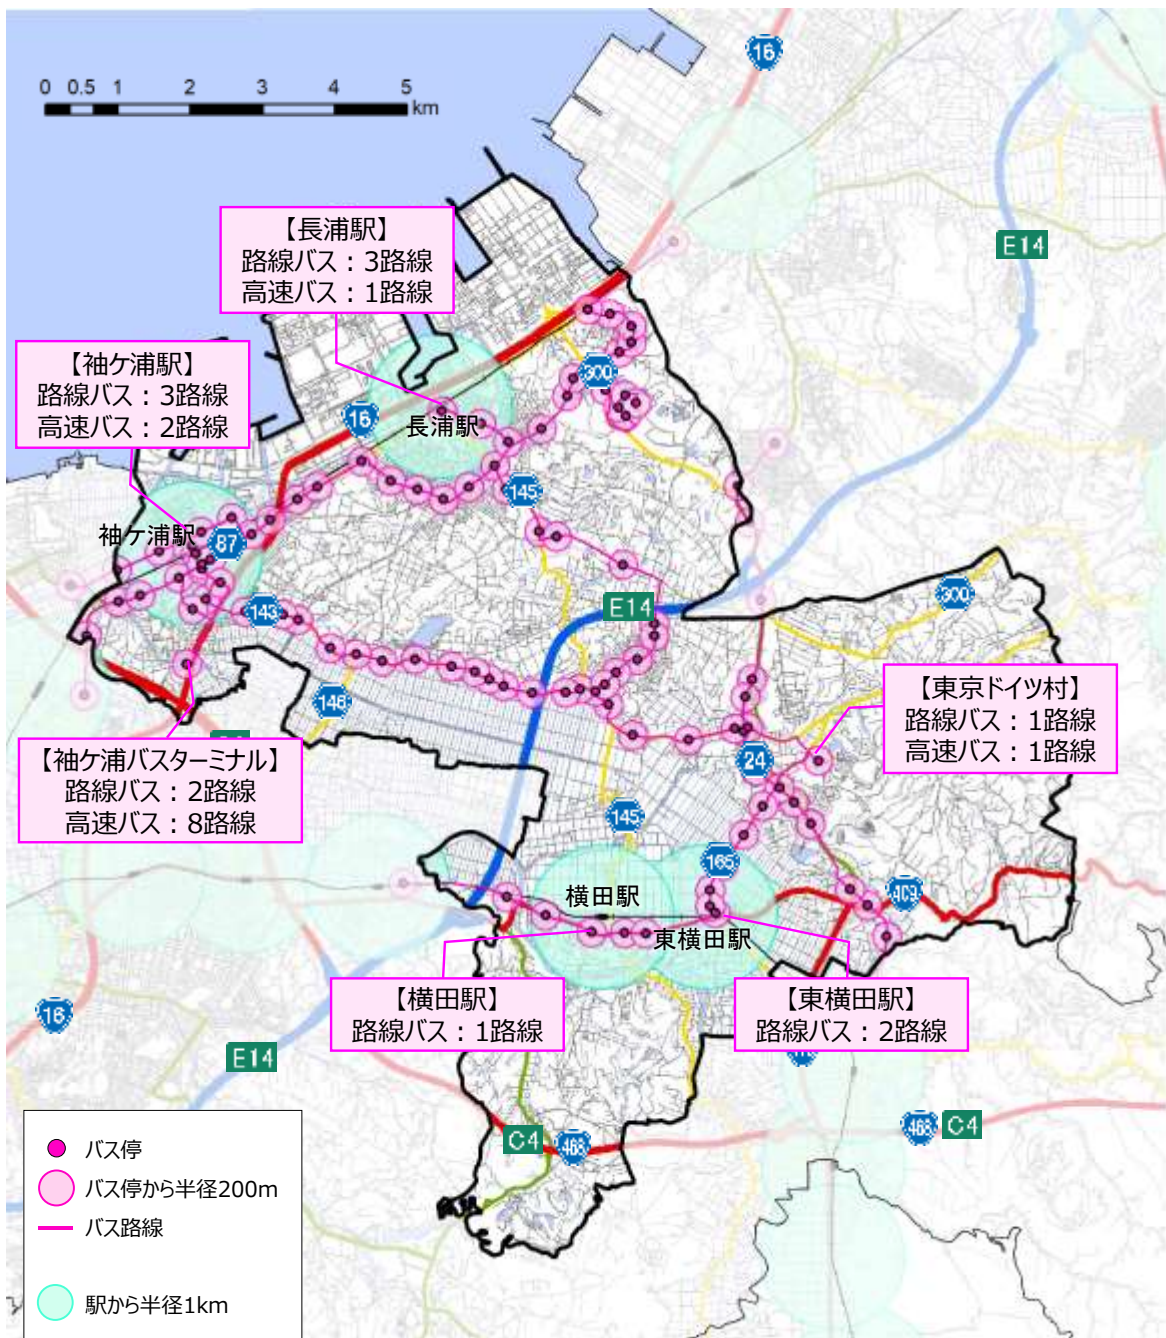 0 0.5 1 2 3 4 5
km
16
E14
【長浦駅】
路線バス：3路線
高速バス：1路線
【袖ケ浦駅】
路線バス：3路線
高速バス：2路線
300
16
長浦駅
145
袖ケ浦駅
87
143
E14
300
146
【東京ドイツ村】
路線バス：1路線
高速バス：1路線
【袖ケ浦バスターミナル】
路線バス：2路線
高速バス：8路線
24
145
165
横田駅
409
東横田駅
【横田駅】
路線バス：1路線
【東横田駅】
路線バス：2路線
16
E14
C4
468
468
C4
バス停
バス停から半径200m
バス路線
駅から半径1km